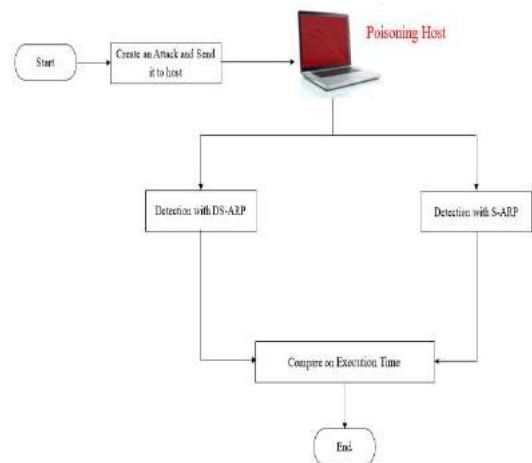 Poisoning Host
Start
Create an Attack and Send
it to host
Detection with DS-ARP
Detection with S-ARP
Compare on Execution Time
End